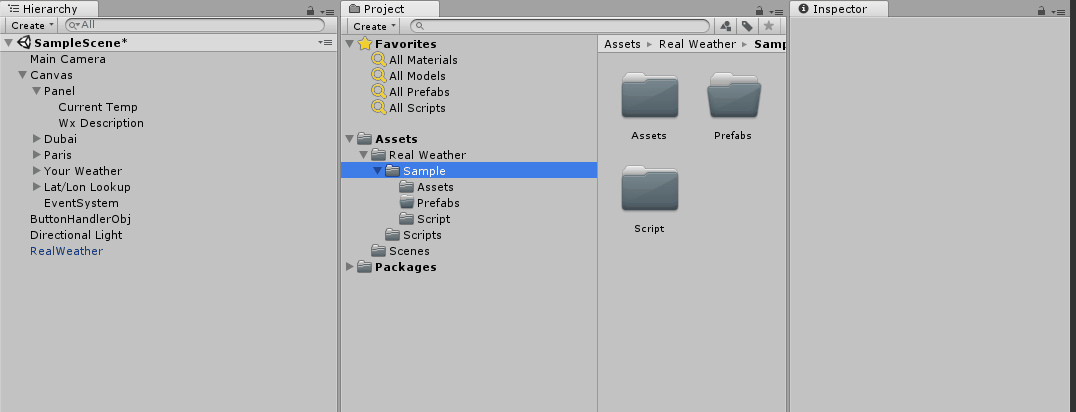 Hierarchy
Create
All
SampleScene*
Main Camera
Canvas
Panel
Current Temp
Wx Description
Dubai
Paris
Your Weather
Lat/Lon Lookup
EventSystem
ButtonHandlerObj
Directional Light
RealWeather
Project
Create
Favorites
All Materials
All Models
All Prefabs
All Scripts
Assets
Real Weather
Sample
Assets
Prefabs
Script
Scripts
Scenes
Packages
Assets Real Weather Samp
Assets Prefabs
Script
Inspector